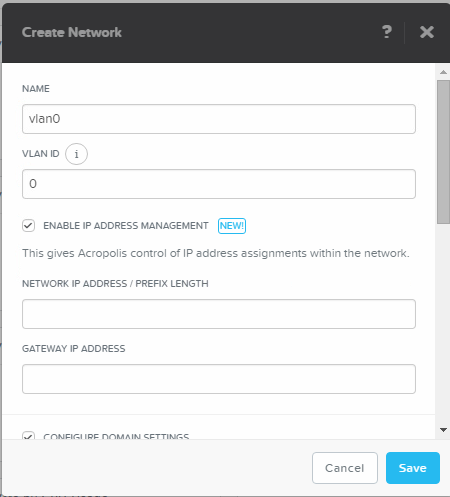 Create Network
?
NAME
vlan0
VLAN ID i
0
ENABLE IP ADDRESS MANAGEMENT NEW!
This gives Acropolis control of IP address assignments within the network.
NETWORK IP ADDRESS / PREFIX LENGTH
GATEWAY IP ADDRESS
CONFIGURE DOMAIN SETTINGS
Cancel Save